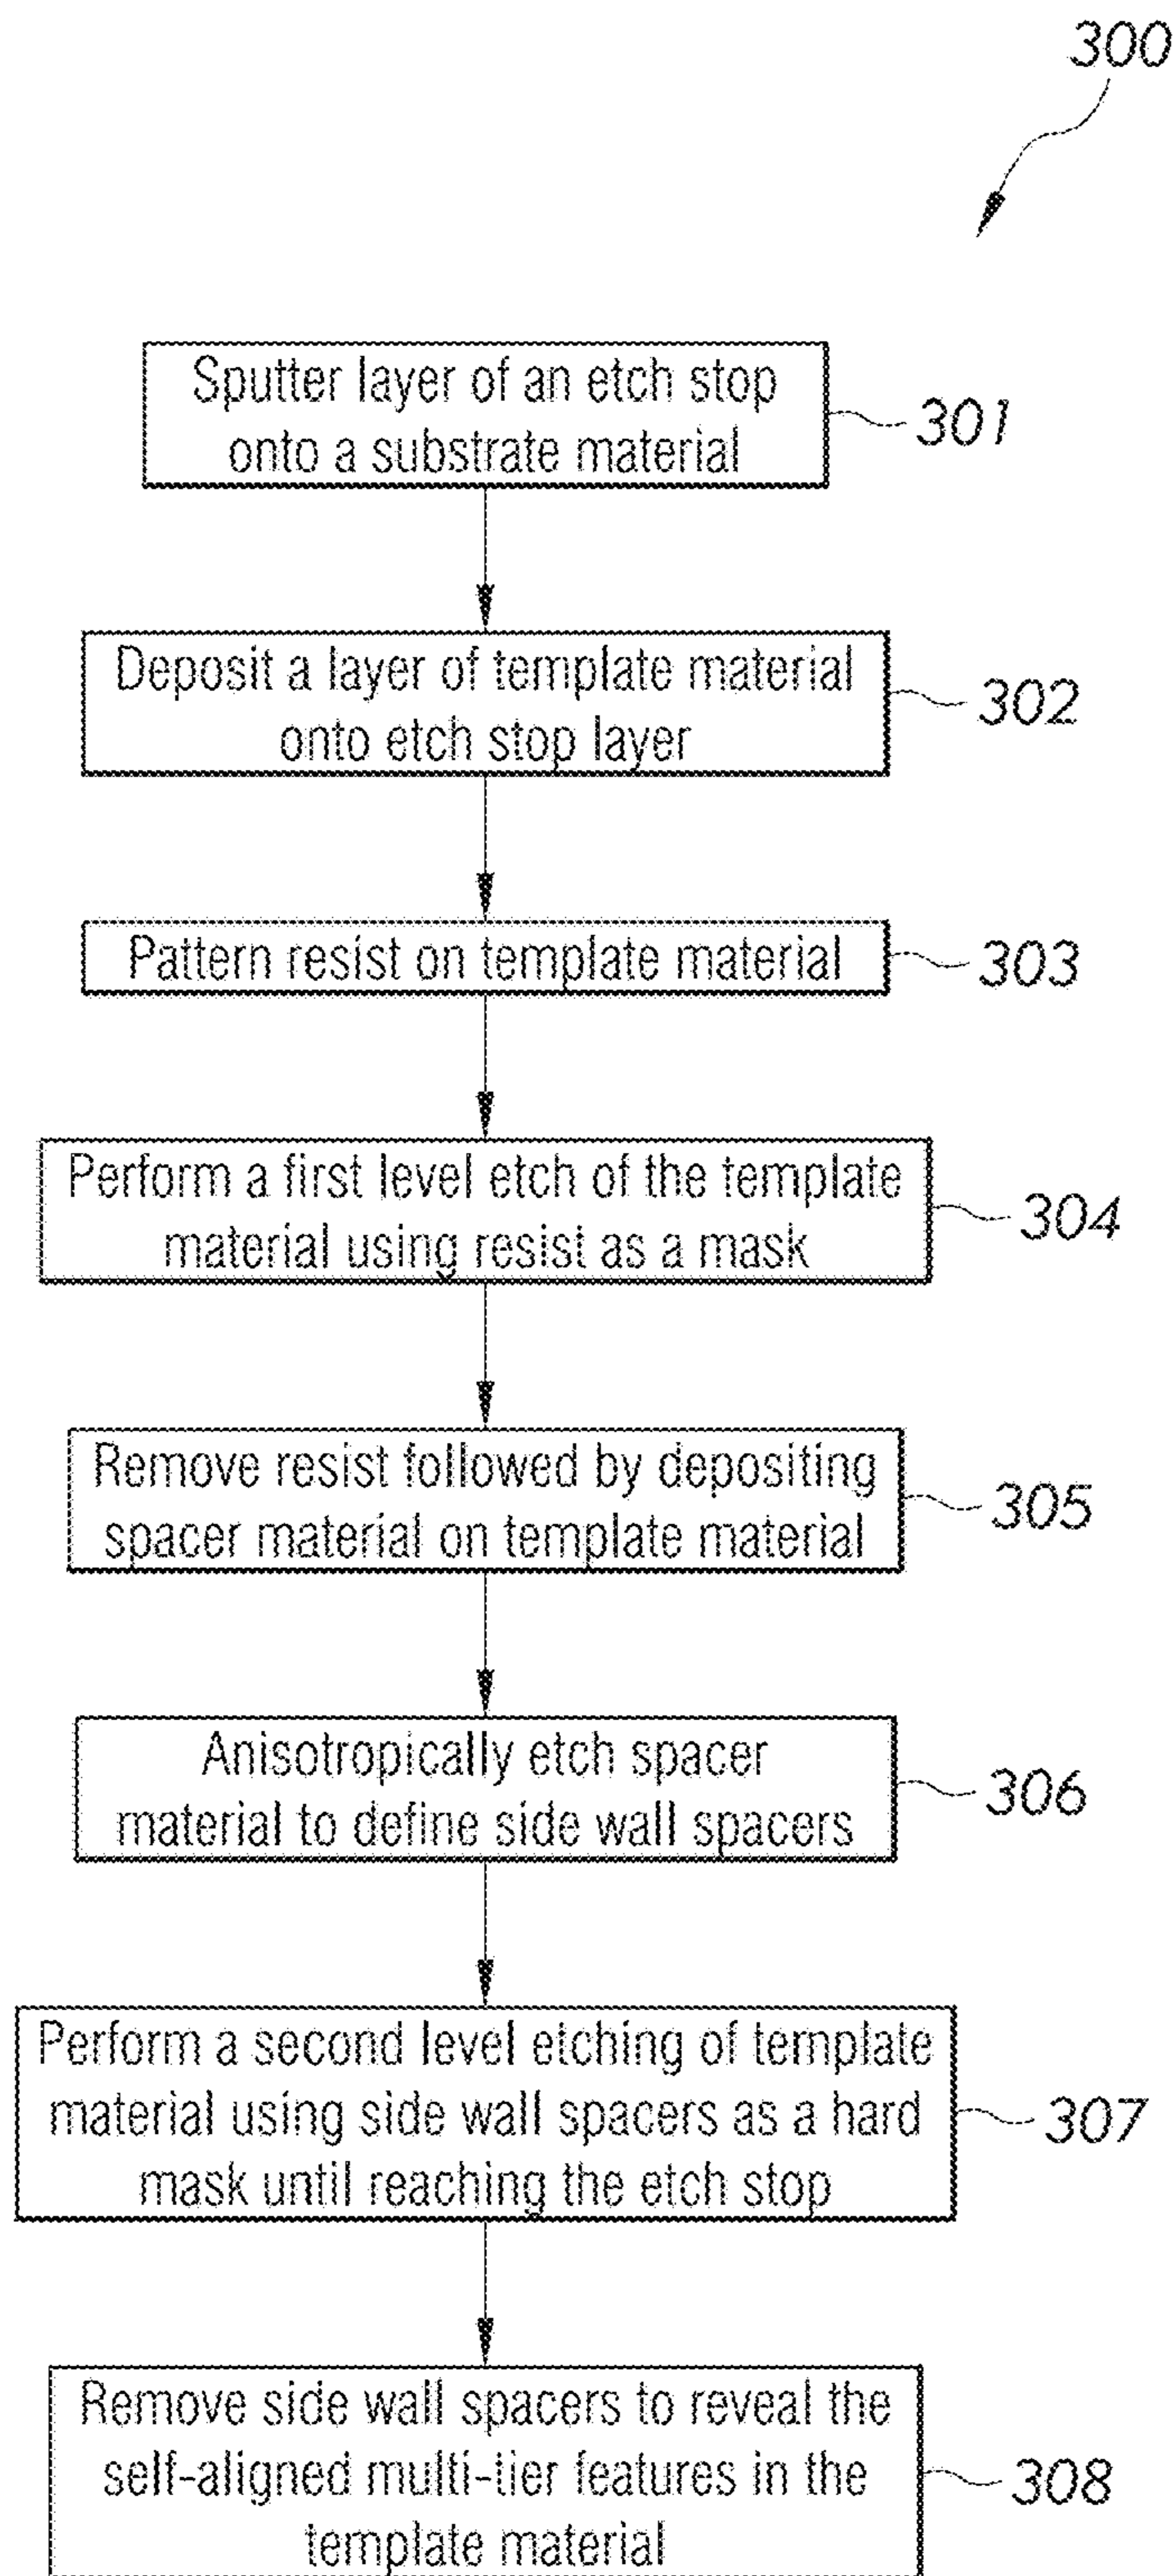 300
Sputter layer of an etch stop
onto a substrate material
301
Deposit a layer of template material
onto etch stop layer
302
Pattern resist on template material
303
Perform a first level etch of the template
material using resist as a mask
304
Remove resist followed by depositing
spacer material on template material
305
Anisotropically etch spacer
material to define side wall spacers
306
Perform a second level etching of template
material using side wall spacers as a hard
mask until reaching the etch stop
307
Remove side wall spacers to reveal the
self-aligned multi-tier features in the
template material
308